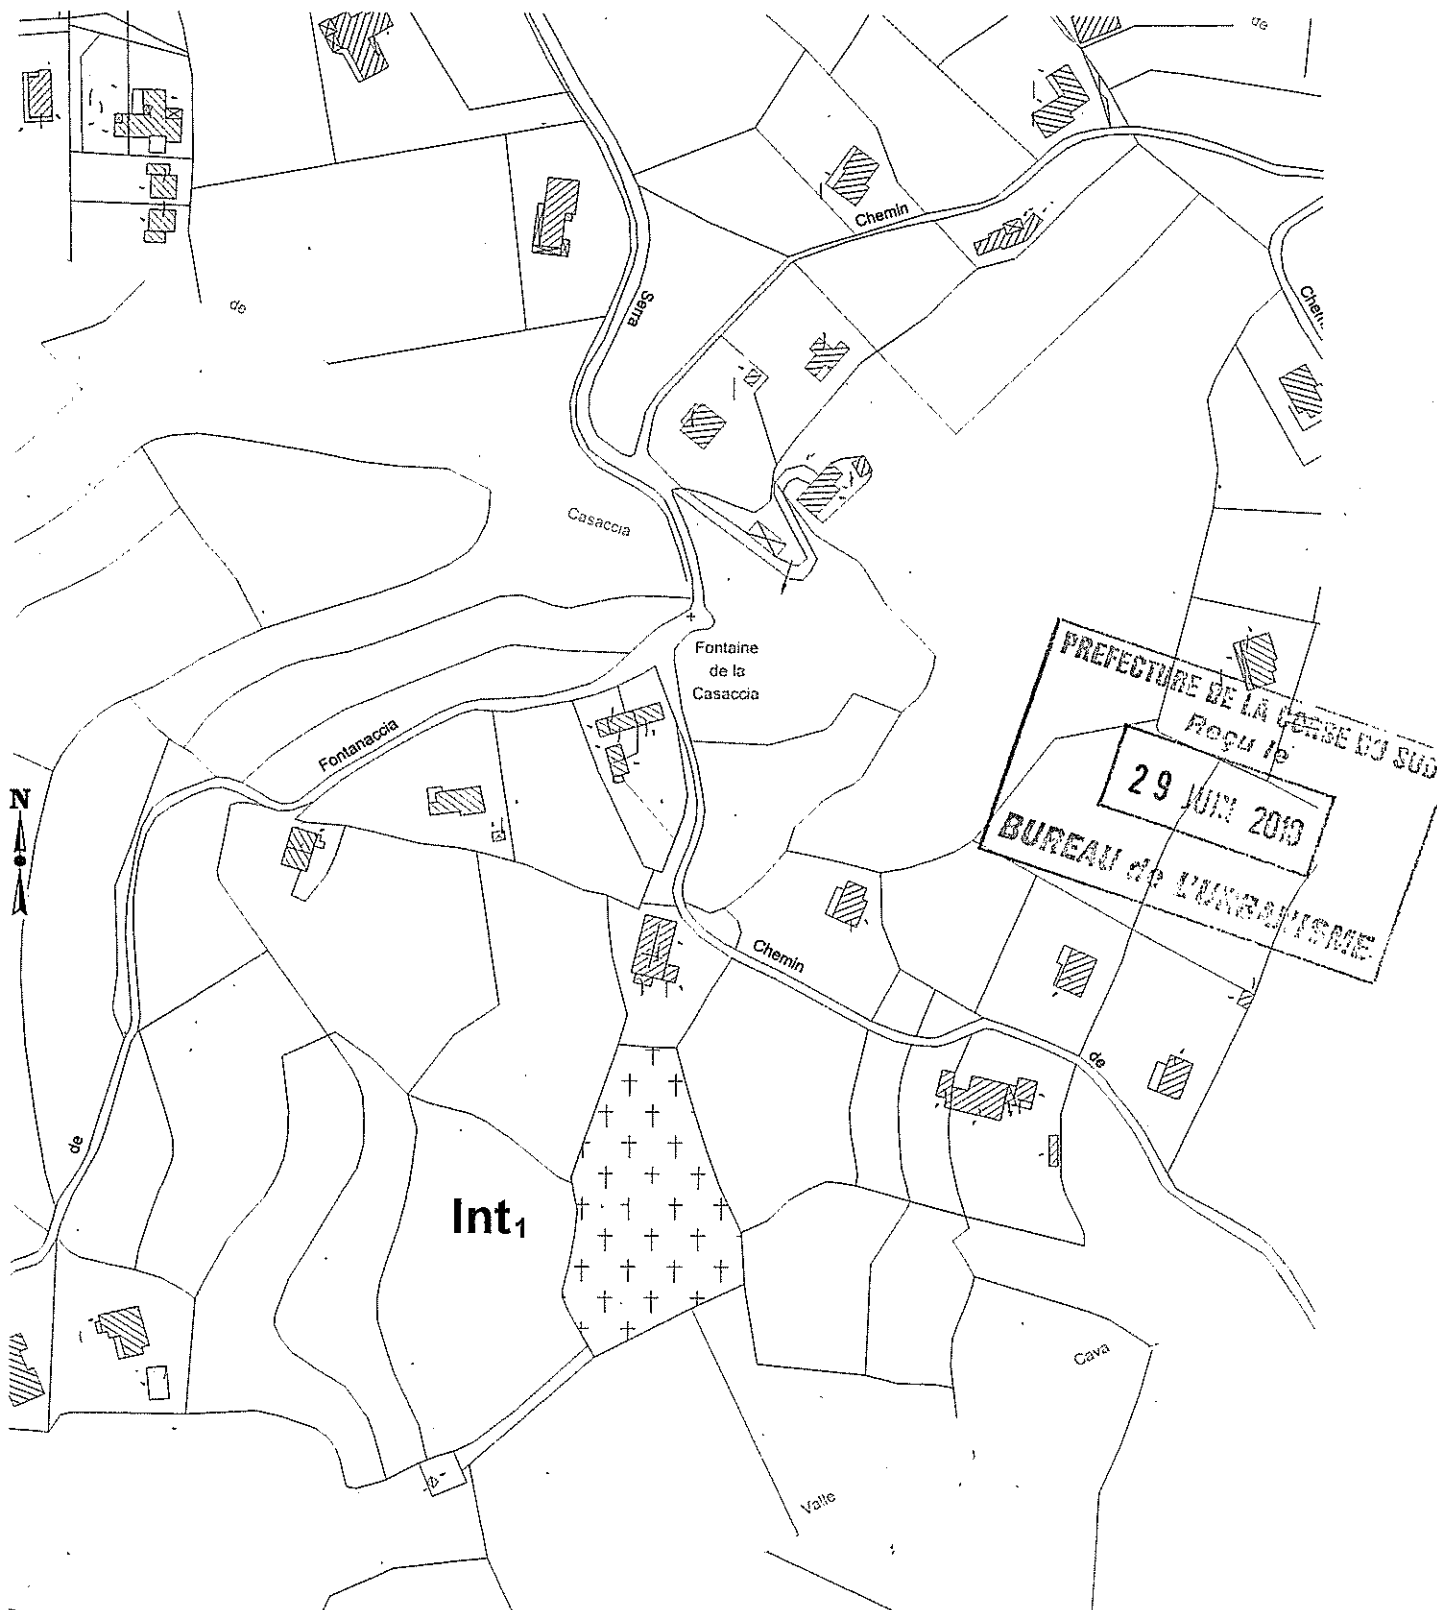 de
de
Chemin
Serra
Chem
Casaccia
Fontaine
de la
Casaccia
Fontanaccia
PREFECTURE DE LA CORSE DU SUD
Reçu le
29 JUIN 2010
BUREAU de L'URBANISME
N
Chemin
de
de
Int₁
Cava
Valle